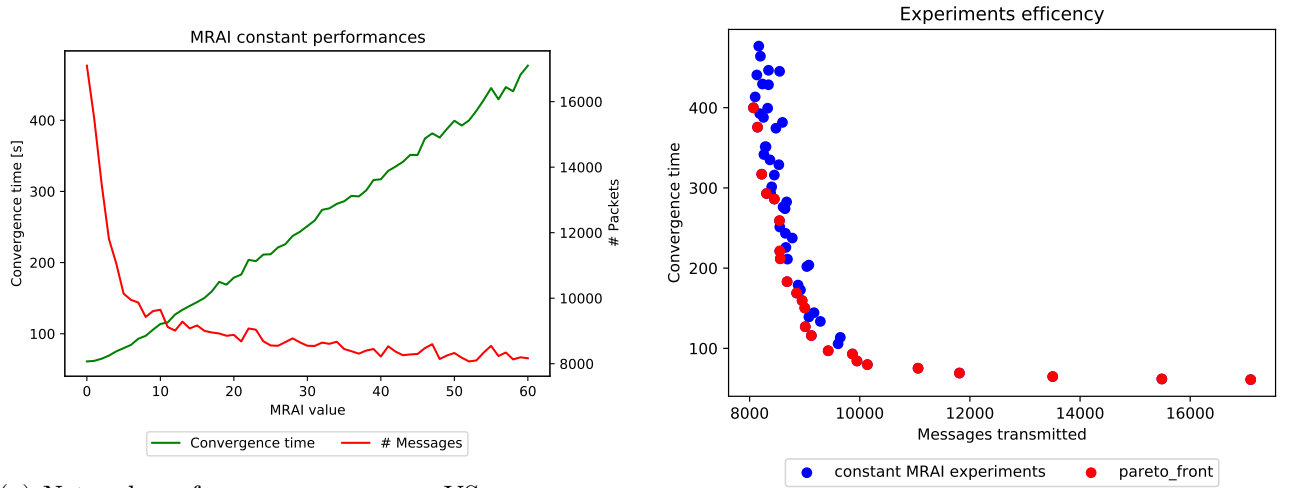 MRAI constant performances
Convergence time [s]
400
300
200
100
16000
14000
12000
10000
8000
# Packets
0 10 20 30 40 50 60
MRAI value
Convergence time # Messages
Experiments efficency
Convergence time
400
300
200
100
8000 10000 12000 14000 16000
Messages transmitted
constant MRAI experiments pareto_front
VS